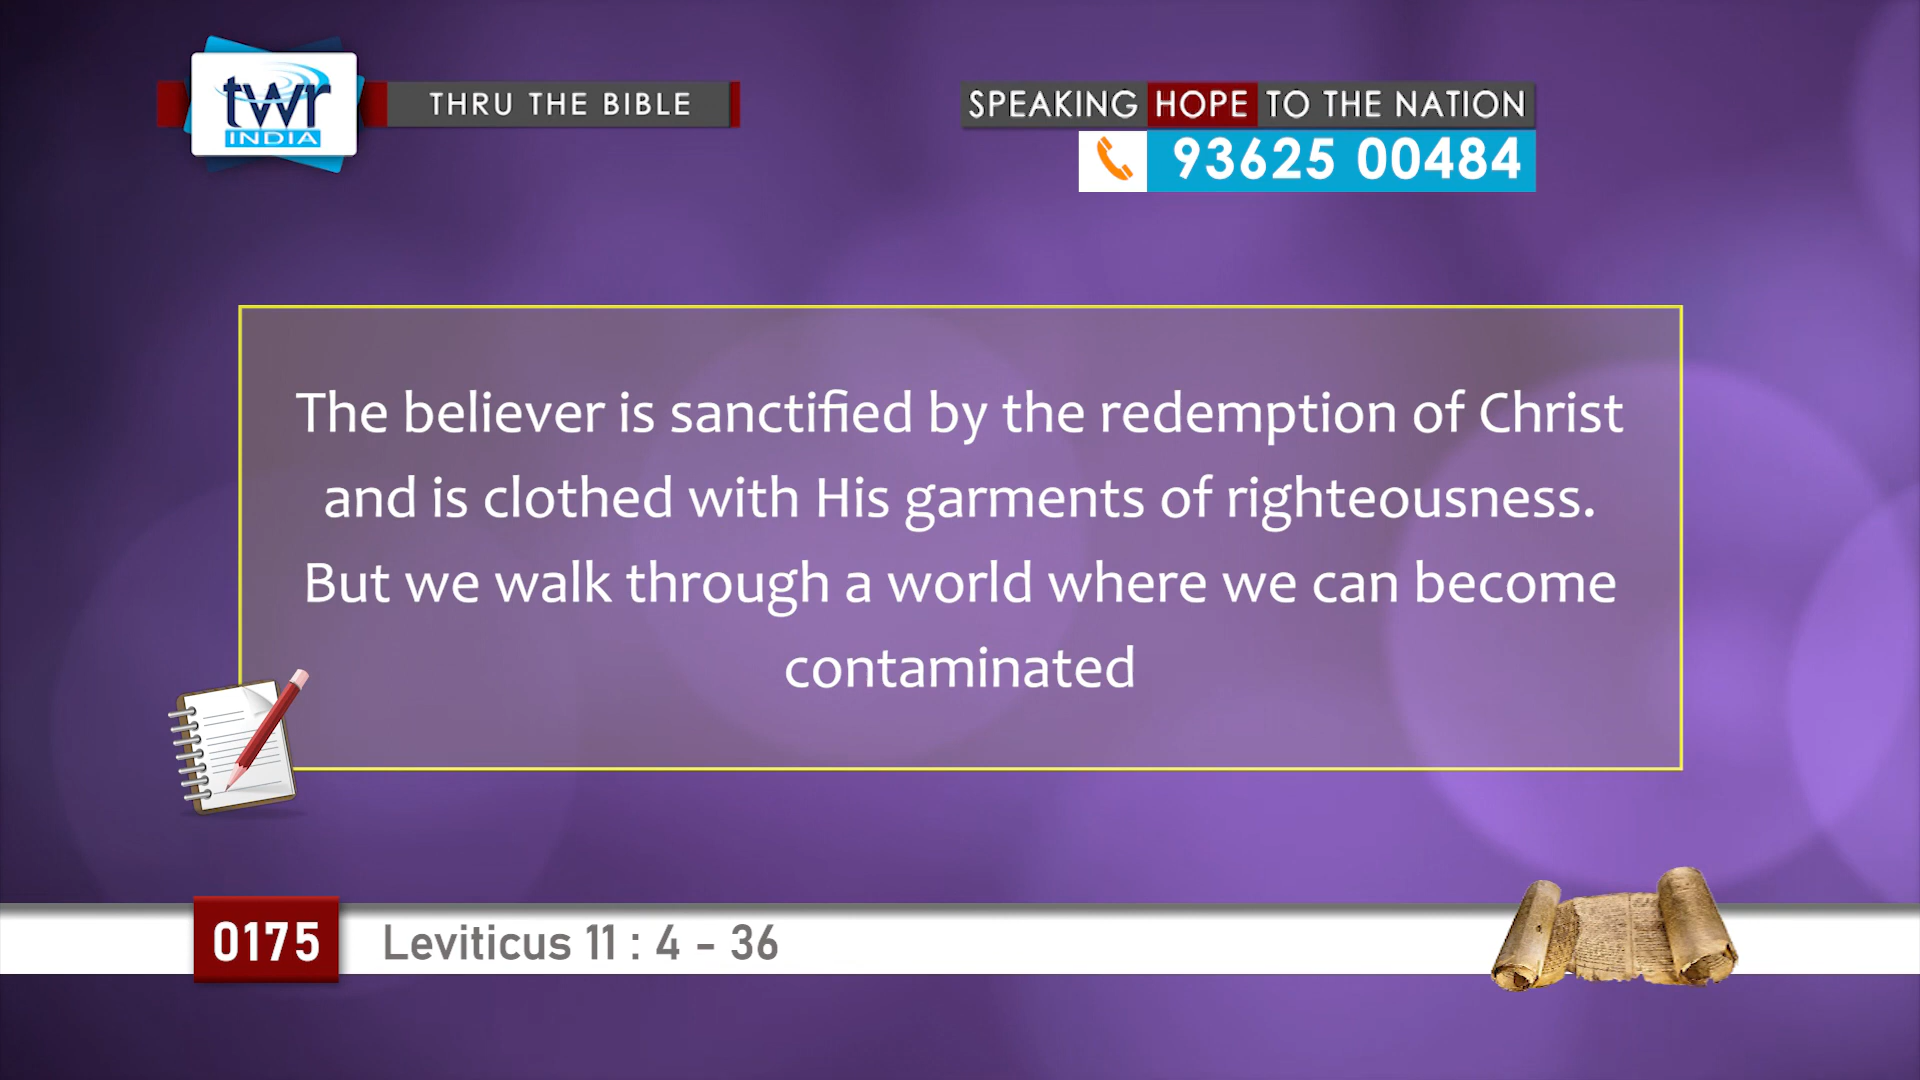 twr
INDIA
THRU THE BIBLE
SPEAKING HOPE TO THE NATION
93625 00484
The believer is sanctified by the redemption of Christ
and is clothed with His garments of righteousness.
But we walk through a world where we can become
contaminated
0175
Leviticus 11 : 4 - 36